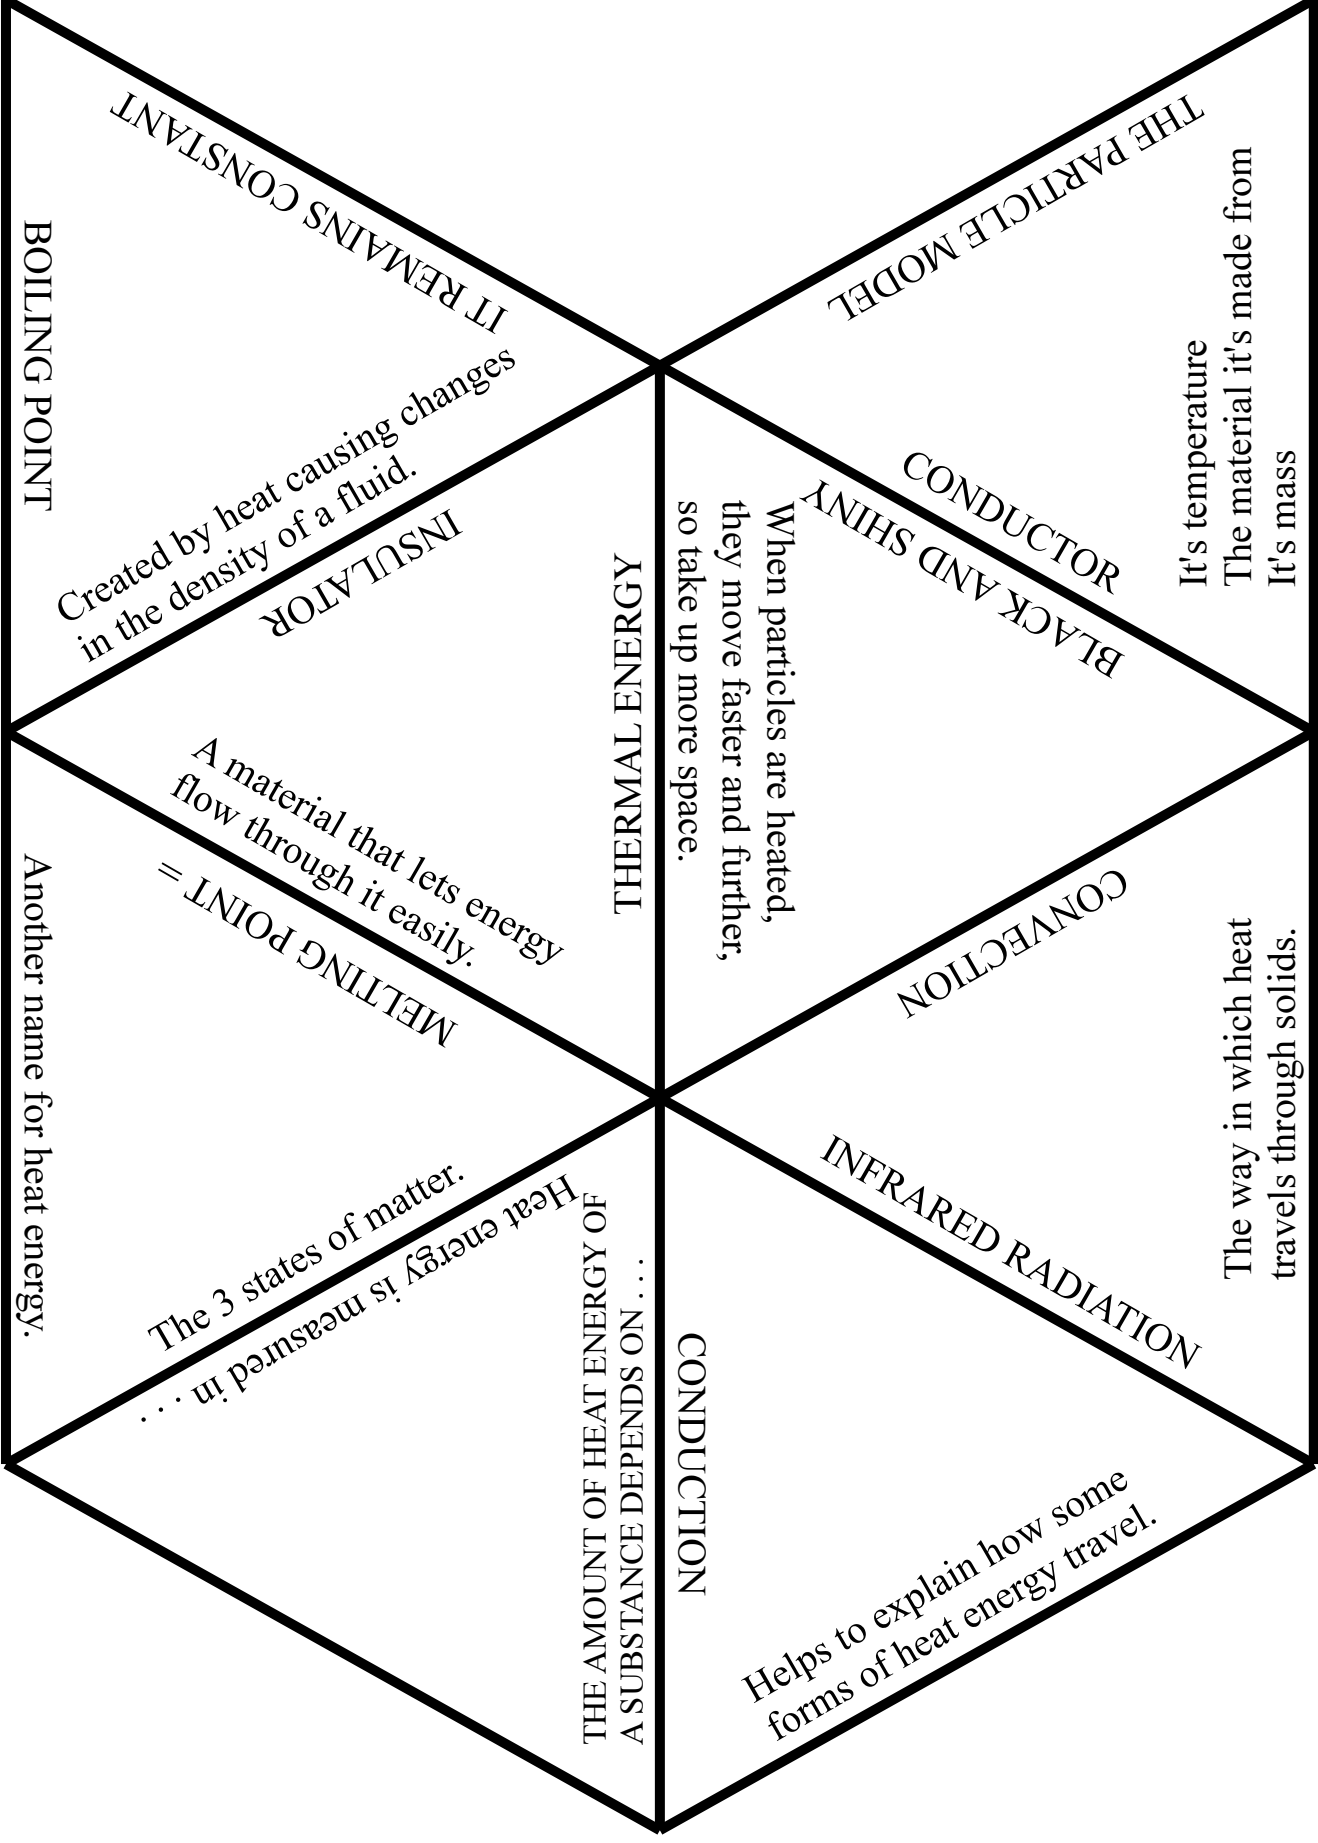 IT REMAINS CONSTANT
BOILING POINT
Created by heat causing changes
in the density of a fluid.
THE PARTICLE MODEL
It's temperature
The material it's made from
It's mass
CONDUCTOR
INSULATOR
THERMAL ENERGY
A material that lets energy
flow through it easily.
BLACK AND SHINY
When particles are heated,
they move faster and further,
so take up more space.
MELTING POINT =
Another name for heat energy.
The 3 states of matter.
CONVECTION
The way in which heat
travels through solids.
INFRARED RADIATION
Heat energy is measured in . . .
THE AMOUNT OF HEAT ENERGY OF
A SUBSTANCE DEPENDS ON . . .
CONDUCTION
Helps to explain how some
forms of heat energy travel.